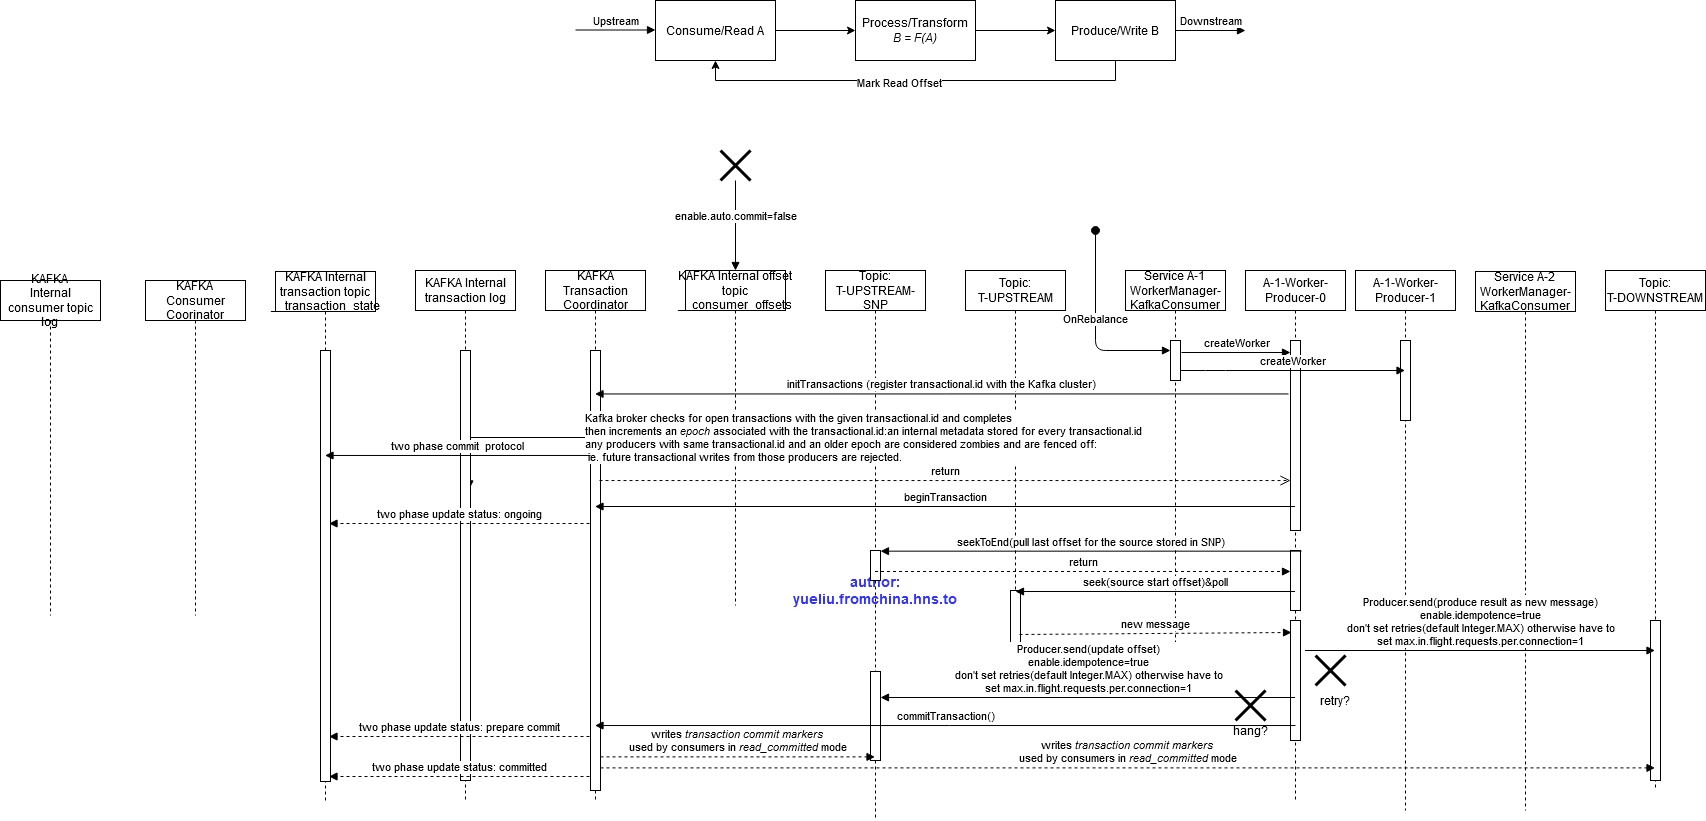 Upstream
Consume/Read A
Process/Transform
B = F(A)
Produce/Write B
Downstream
Mark Read Offset
enable.auto.commit=false
KAFKA
Internal
consumer topic
log
KAFKA
Consumer
Coorinator
KAFKA Internal
transaction topic
__transaction_state
KAFKA Internal
transaction log
KAFKA
Transaction
Coordinator
KAFKA Internal offset
topic
__consumer_offsets
Topic:
T-UPSTREAM-
SNP
Topic:
T-UPSTREAM
Service A-1
WorkerManager-
KafkaConsumer
A-1-Worker-
Producer-0
A-1-Worker-
Producer-1
Service A-2
WorkerManager-
KafkaConsumer
Topic:
T-DOWNSTREAM
OnRebalance
createWorker
createWorker
initTransactions (register transactional.id with the Kafka cluster)
Kafka broker checks for open transactions with the given transactional.id and completes
then increments an epoch associated with the transactional.id:an internal metadata stored for every transactional.id
any producers with same transactional.id and an older epoch are considered zombies and are fenced off:
ie. future transactional writes from those producers are rejected.
two phase commit protocol
return
beginTransaction
two phase update status: ongoing
seekToEnd(pull last offset for the source stored in SNP)
return
author:
yueliu.fromchina.hns.to
seek(source start offset)&poll
new message
Producer.send(produce result as new message)
enable.idempotence=true
don't set retries(default Integer.MAX) otherwise have to
set max.in.flight.requests.per.connection=1
Producer.send(update offset)
enable.idempotence=true
don't set retries(default Integer.MAX) otherwise have to
set max.in.flight.requests.per.connection=1
retry?
commitTransaction()
hang?
two phase update status: prepare commit
writes transaction commit markers
used by consumers in read_committed mode
writes transaction commit markers
used by consumers in read_committed mode
two phase update status: committed